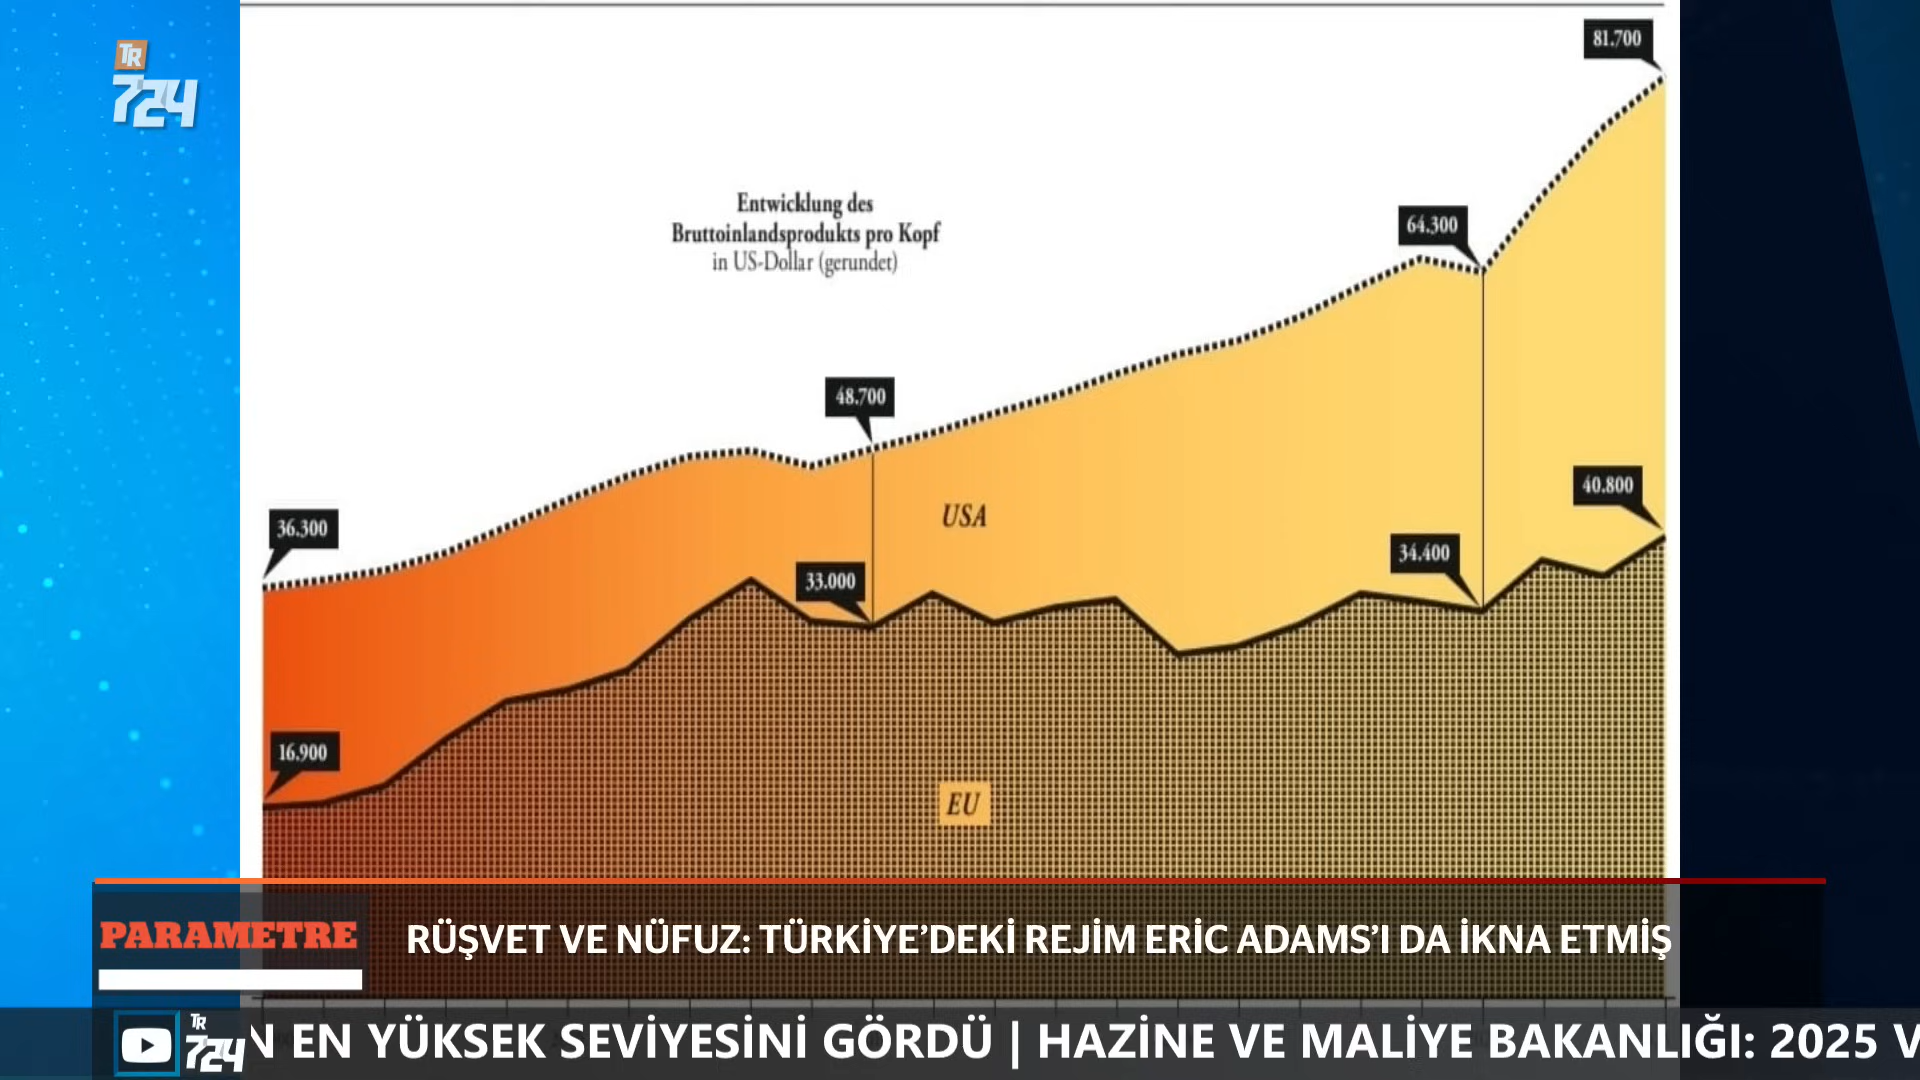 TR
724
81.700
Entwicklung des
Bruttoinlandsprodukts pro Kopf
in US-Dollar (gerundet)
64.300
48.700
36.300
USA
40.800
34.400
33.000
16.900
EU
PARAMETRE
RÜŞVET VE NÜFUZ: TÜRKİYE’DEKİ REJİM ERİC ADAMS’I DA İKNA ETMİŞ
TR
724
N EN YÜKSEK SEVİYESİNİ GÖRDÜ | HAZİNE VE MALİYE BAKANLIĞI: 2025 V